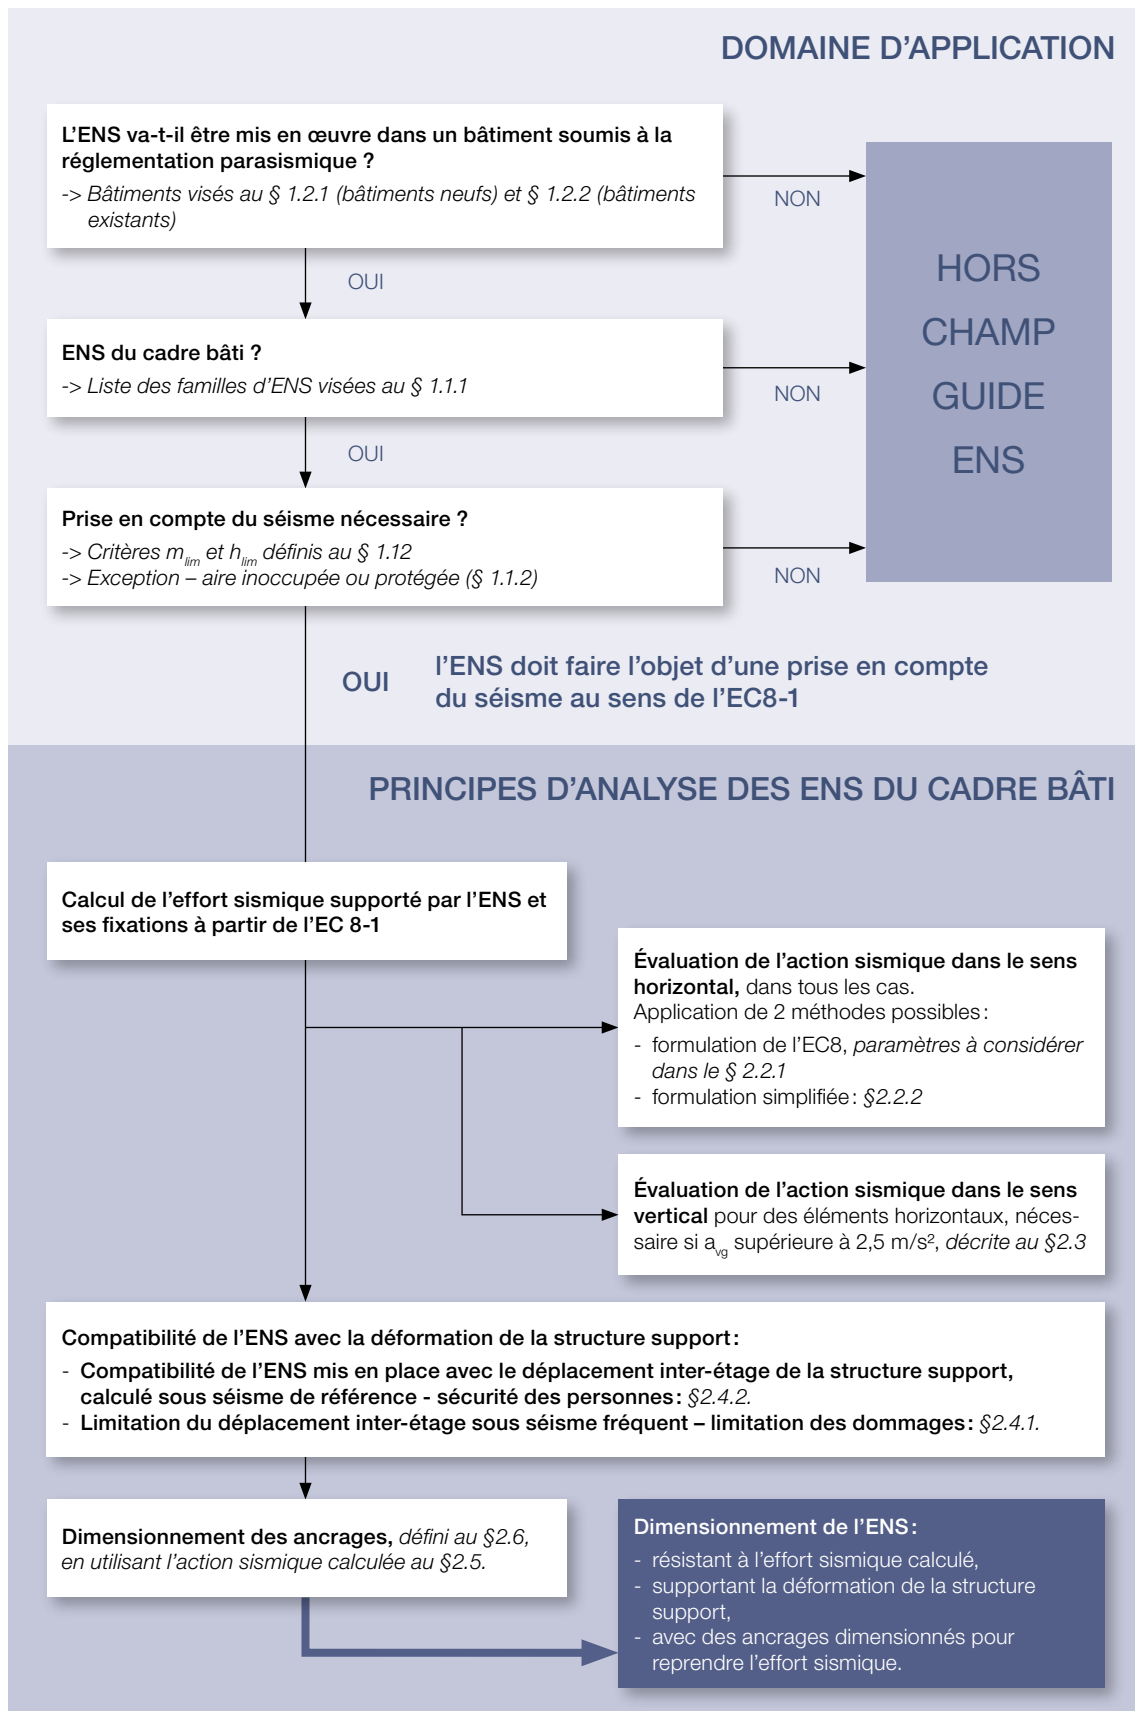 DOMAINE D’APPLICATION
L’ENS va-t-il être mis en œuvre dans un bâtiment soumis à la
réglementation parasismique ?
-> Bâtiments visés au § 1.2.1 (bâtiments neufs) et § 1.2.2 (bâtiments
existants)
NON
OUI
HORS
CHAMP
GUIDE
ENS
ENS du cadre bâti ?
-> Liste des familles d’ENS visées au § 1.1.1
NON
OUI
Prise en compte du séisme nécessaire ?
-> Critères mlim et hlim définis au § 1.12
-> Exception – aire inoccupée ou protégée (§ 1.1.2)
NON
OUI
l’ENS doit faire l’objet d’une prise en compte
du séisme au sens de l’EC8-1
PRINCIPES D’ANALYSE DES ENS DU CADRE BÂTI
Calcul de l’effort sismique supporté par l’ENS et
ses fixations à partir de l’EC 8-1
Évaluation de l’action sismique dans le sens
horizontal, dans tous les cas.
Application de 2 méthodes possibles :
- formulation de l’EC8, paramètres à considérer
dans le § 2.2.1
- formulation simplifiée : §2.2.2
Évaluation de l’action sismique dans le sens
vertical pour des éléments horizontaux, néces-
saire si avg supérieure à 2,5 m/s², décrite au §2.3
Compatibilité de l’ENS avec la déformation de la structure support :
- Compatibilité de l’ENS mis en place avec le déplacement inter-étage de la structure support,
calculé sous séisme de référence - sécurité des personnes : §2.4.2.
- Limitation du déplacement inter-étage sous séisme fréquent – limitation des dommages : §2.4.1.
Dimensionnement des ancrages, défini au §2.6,
en utilisant l’action sismique calculée au §2.5.
Dimensionnement de l’ENS :
- résistant à l’effort sismique calculé,
- supportant la déformation de la structure
support,
- avec des ancrages dimensionnés pour
reprendre l’effort sismique.